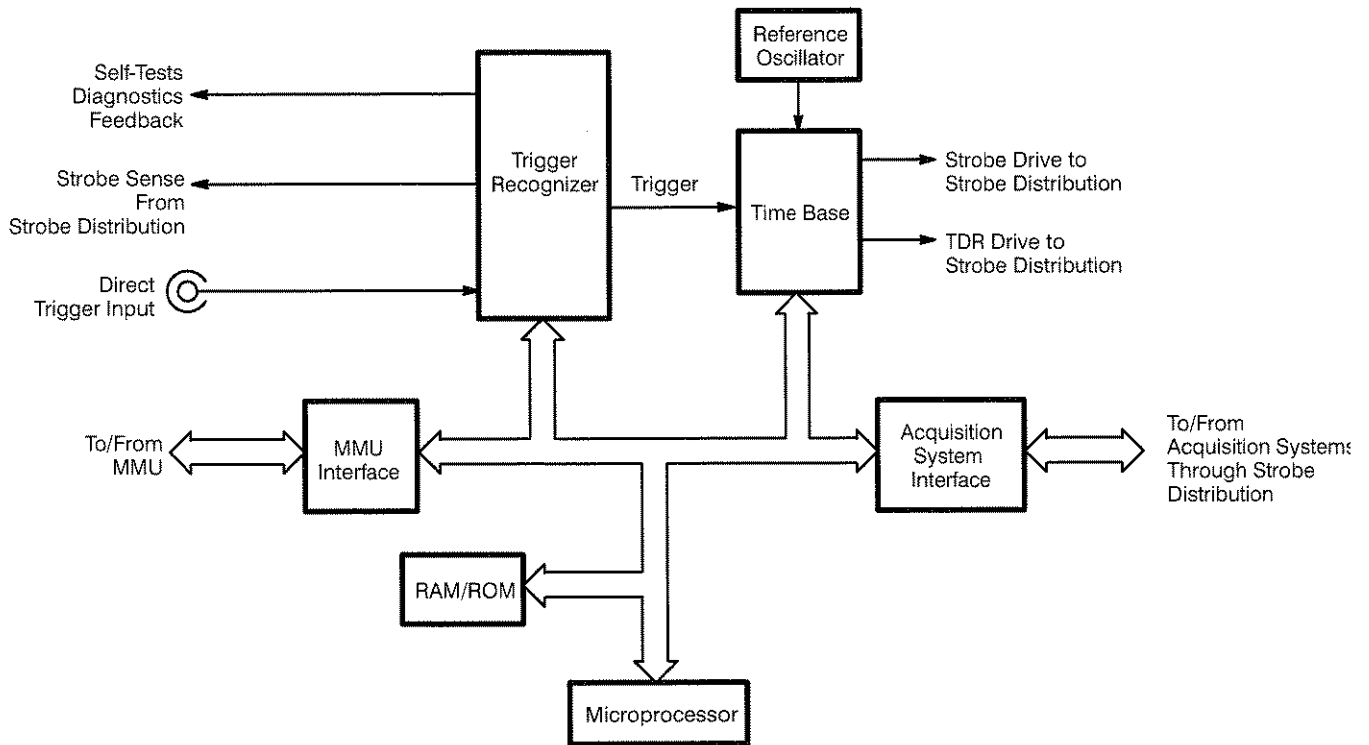 Reference
Oscillator
Self-Tests
Diagnostics
Feedback
Trigger
Recognizer
Strobe Sense
From
Strobe Distribution
Trigger
Time Base
Strobe Drive to
Strobe Distribution
TDR Drive to
Strobe Distribution
Direct
Trigger Input
To/From
MMU
MMU
Interface
Acquisition
System
Interface
To/From
Acquisition Systems
Through Strobe
Distribution
RAM/ROM
Microprocessor